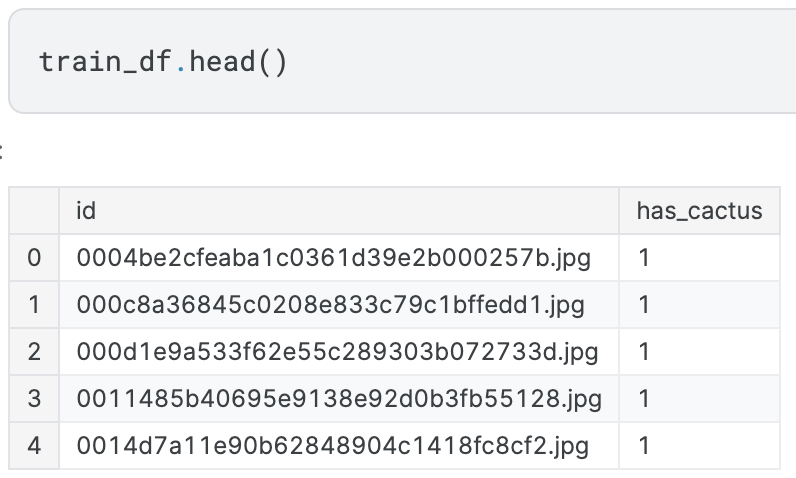 train_df.head()
:
id has_cactus
0 0004be2cfeaba1c0361d39e2b000257b.jpg 1
1 000c8a36845c0208e833c79c1bffedd1.jpg 1
2 000d1e9a533f62e55c289303b072733d.jpg 1
3 0011485b40695e9138e92d0b3fb55128.jpg 1
4 0014d7a11e90b62848904c1418fc8cf2.jpg 1